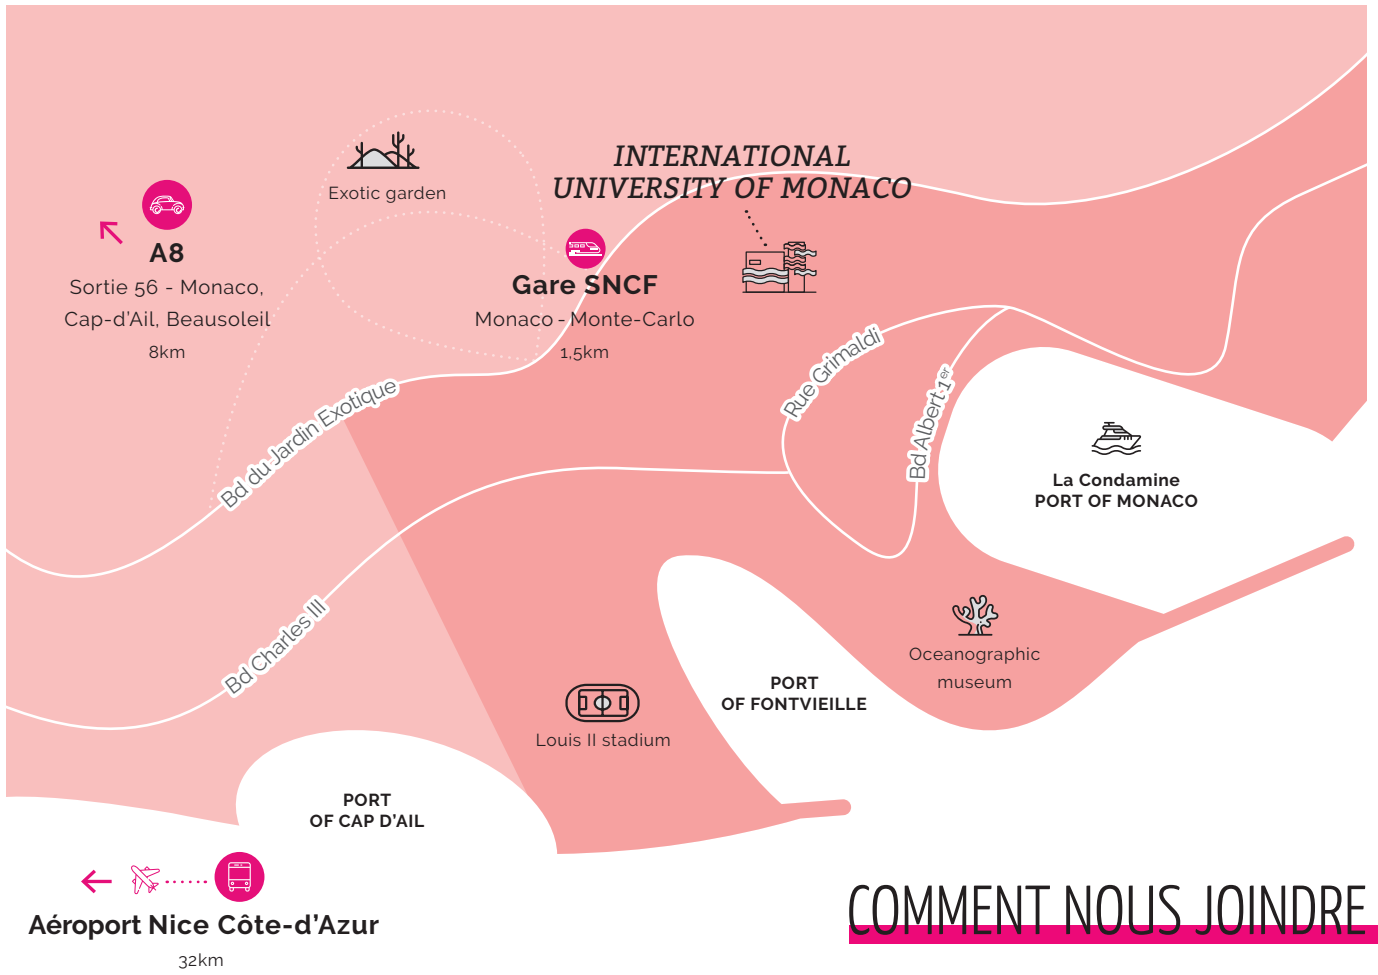 INTERNATIONAL
UNIVERSITY OF MONACO
Exotic garden
A8
Sortie 56 - Monaco,
Cap-d’Ail, Beausoleil
8km
Gare SNCF
Monaco - Monte-Carlo
1,5km
Rue Grimaldi
Bd Albert 1er
Bd du Jardin Exotique
La Condamine
PORT OF MONACO
Bd Charles III
Oceanographic
museum
PORT
OF FONTVIEILLE
Louis II stadium
PORT
OF CAP D’AIL
Aéroport Nice Côte-d’Azur
32km
COMMENT NOUS JOINDRE